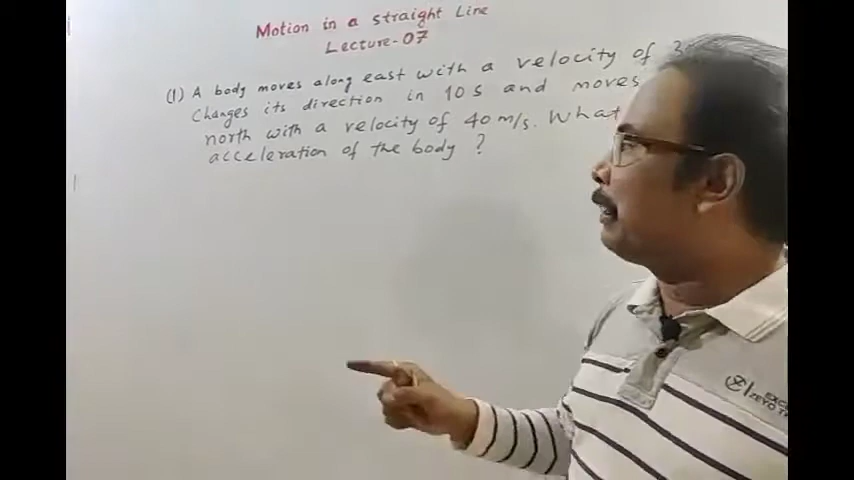 Motion in a straight Line
Lecture-07
(1) A body moves along east with a velocity of 3
Changes its direction in 10 s and moves
north with a velocity of 40 m/s. What
acceleration of the body ?